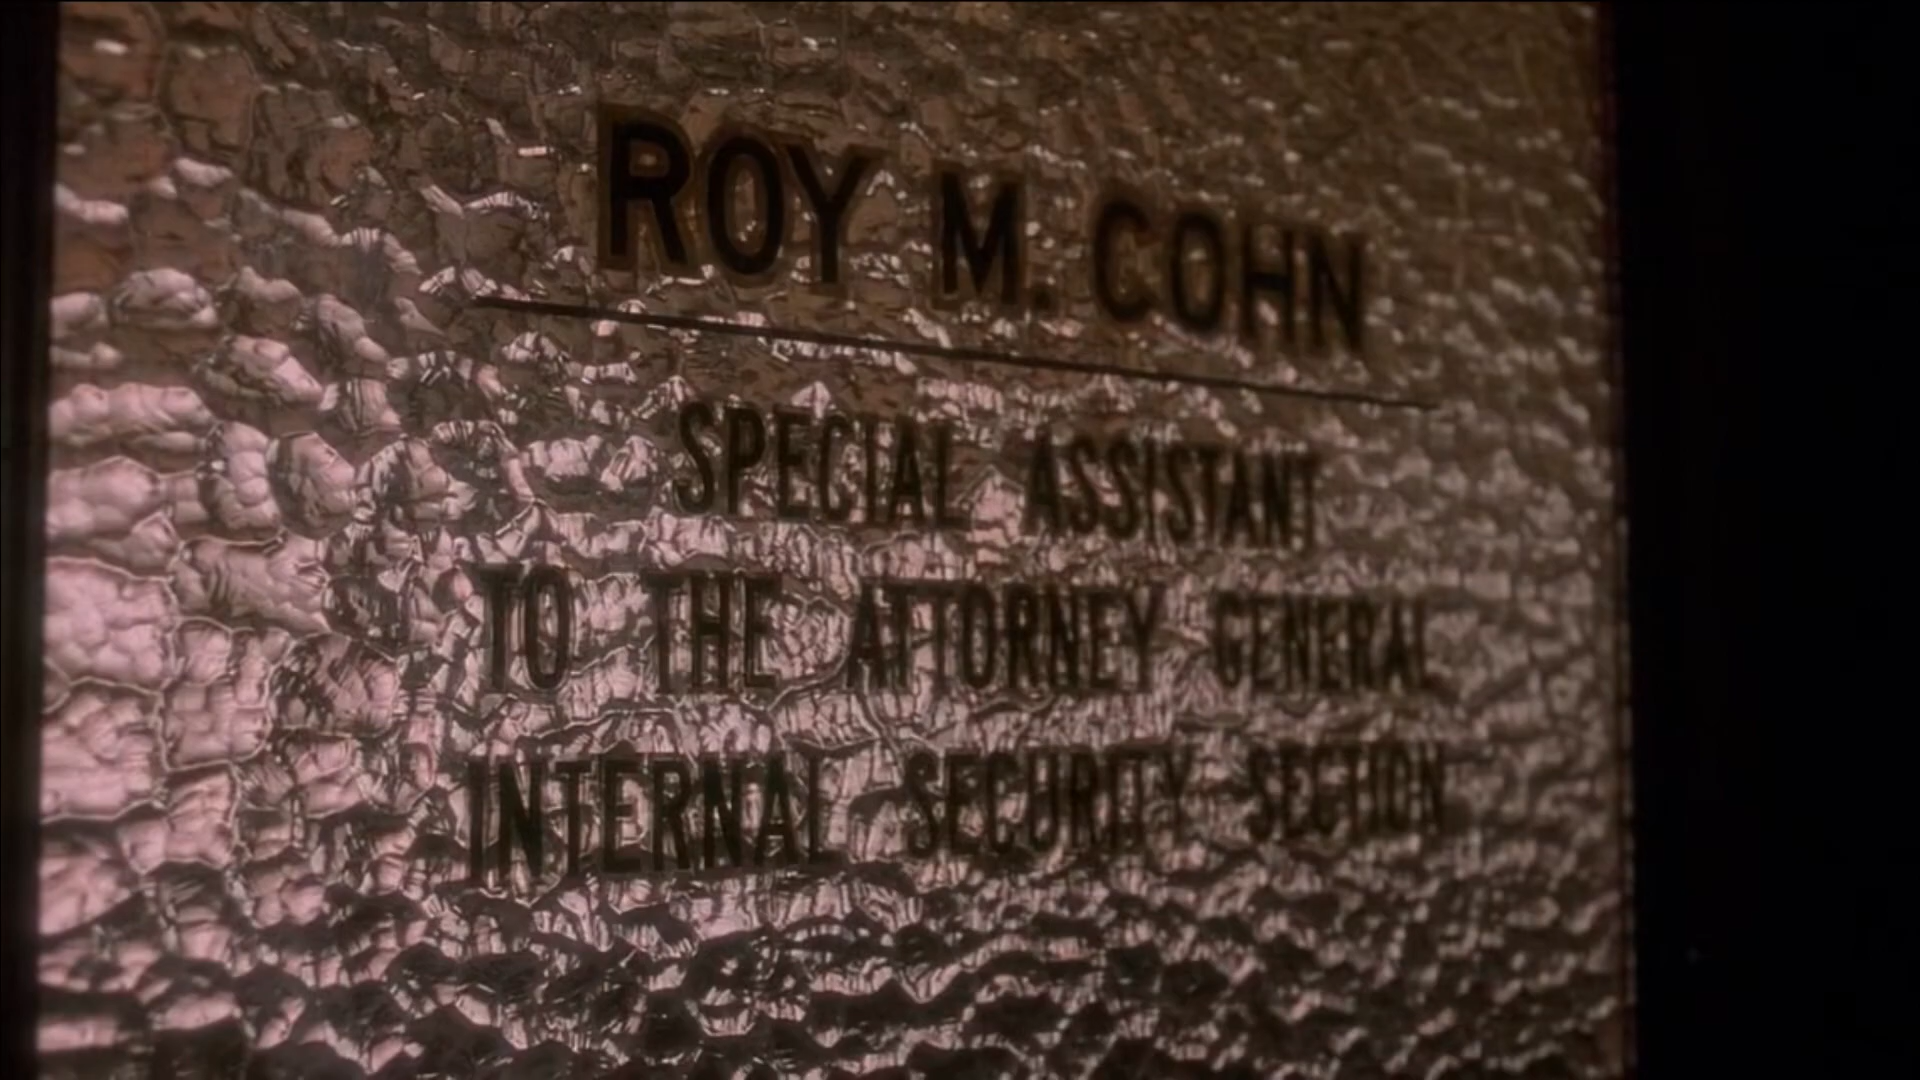 ROY M. COHN
SPECIAL ASSISTANT
TO THE ATTORNEY GENERAL
INTERNAL SECURITY SECTION